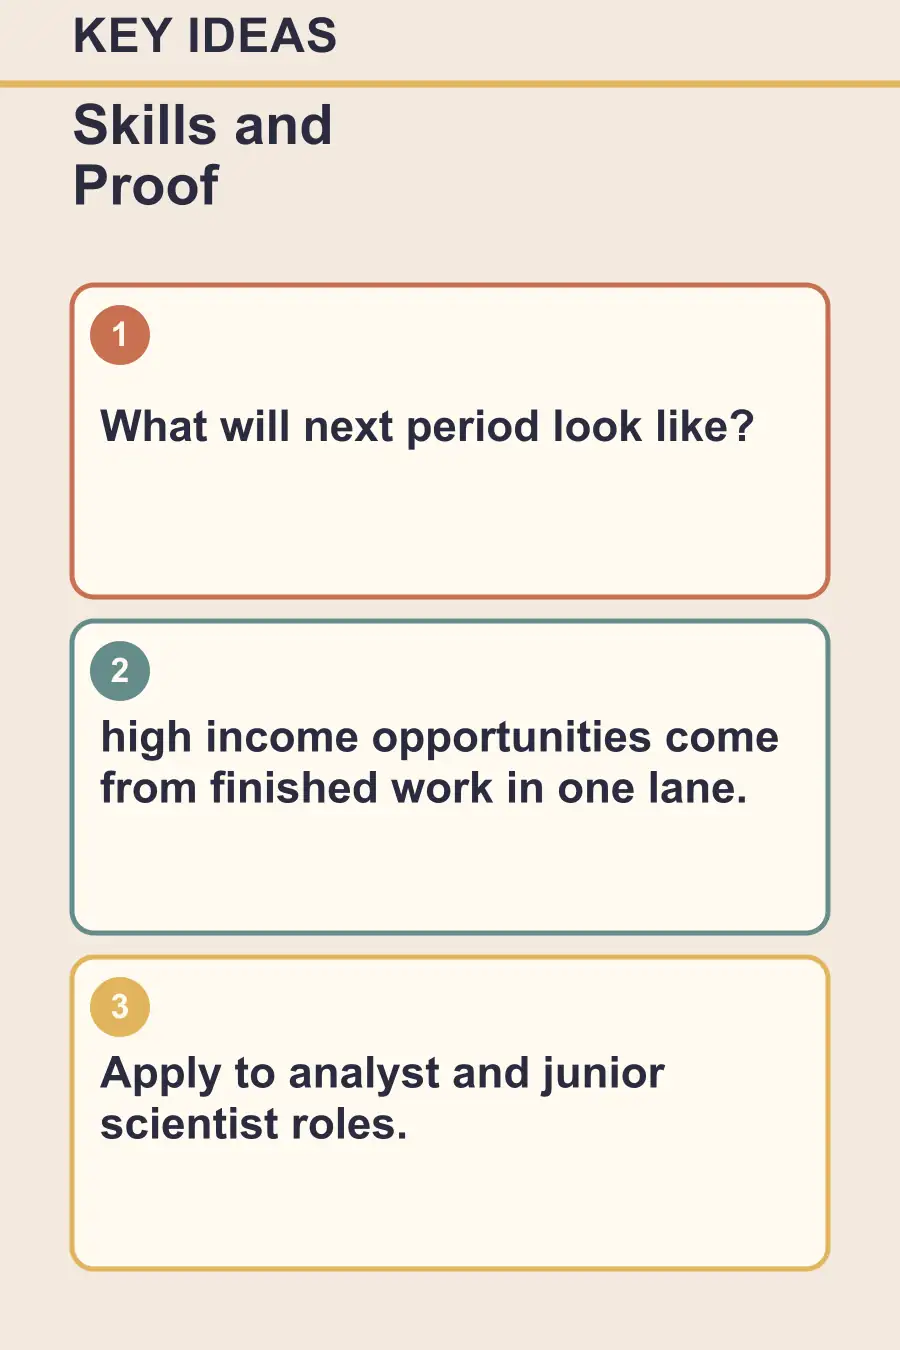 KEY IDEAS
Skills and
Proof
1
What will next period look like?
2
high income opportunities come
from finished work in one lane.
3
Apply to analyst and junior
scientist roles.